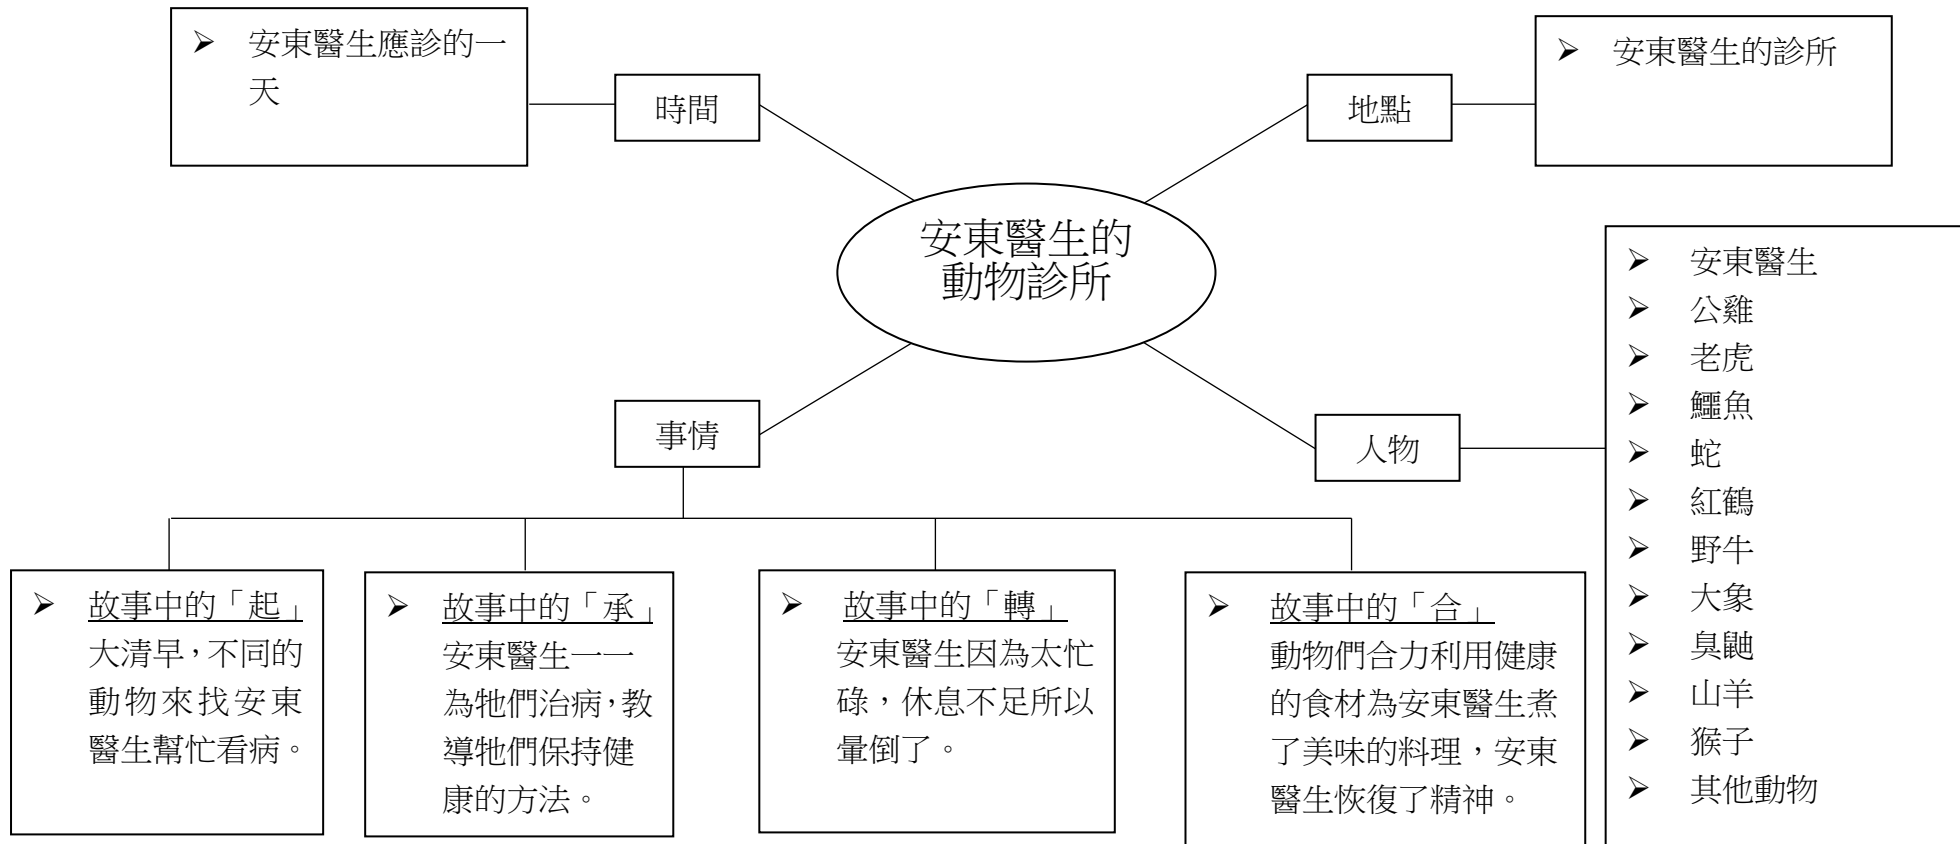 ➢ 安東醫生應診的一
天
時間
地點
➢ 安東醫生的診所
安東醫生的
動物診所
事情
人物
➢ 安東醫生
➢ 公雞
➢ 老虎
➢ 鱷魚
➢ 蛇
➢ 紅鶴
➢ 野牛
➢ 大象
➢ 臭鼬
➢ 山羊
➢ 猴子
➢ 其他動物
➢ 故事中的「起」
大清早，不同的
動物來找安東
醫生幫忙看病。
➢ 故事中的「承」
安東醫生一一
為牠們治病，教
導牠們保持健
康的方法。
➢ 故事中的「轉」
安東醫生因為太忙
碌，休息不足所以
暈倒了。
➢ 故事中的「合」
動物們合力利用健康
的食材為安東醫生煮
了美味的料理，安東
醫生恢復了精神。